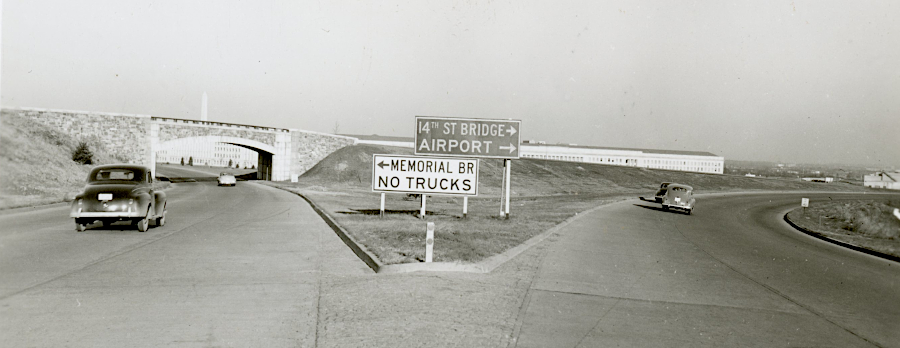 14TH ST BRIDGE →
AIRPORT →
← MEMORIAL BR
NO TRUCKS